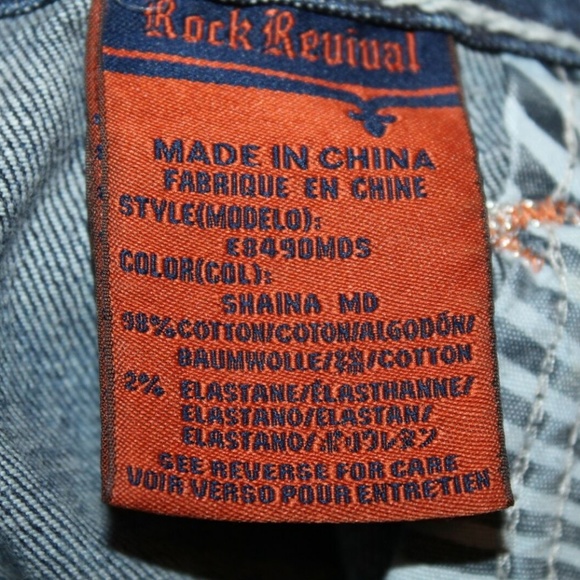 Rock Revival
MADE IN CHINA
FABRIQUE EN CHINE
STYLE(MODELO):
E8490MDS
COLOR(COL):
SHAINA MD
98%COTTON/COTON/ALGODÓN/
BAUMWOLLE/ /COTTON
2% ELASTANE/ÉLASTHANNE/
ELASTANO/ELASTAN/
ELASTANO/
SEE REVERSE FOR CARE
VOIR VERSO POUR ENTRETIEN